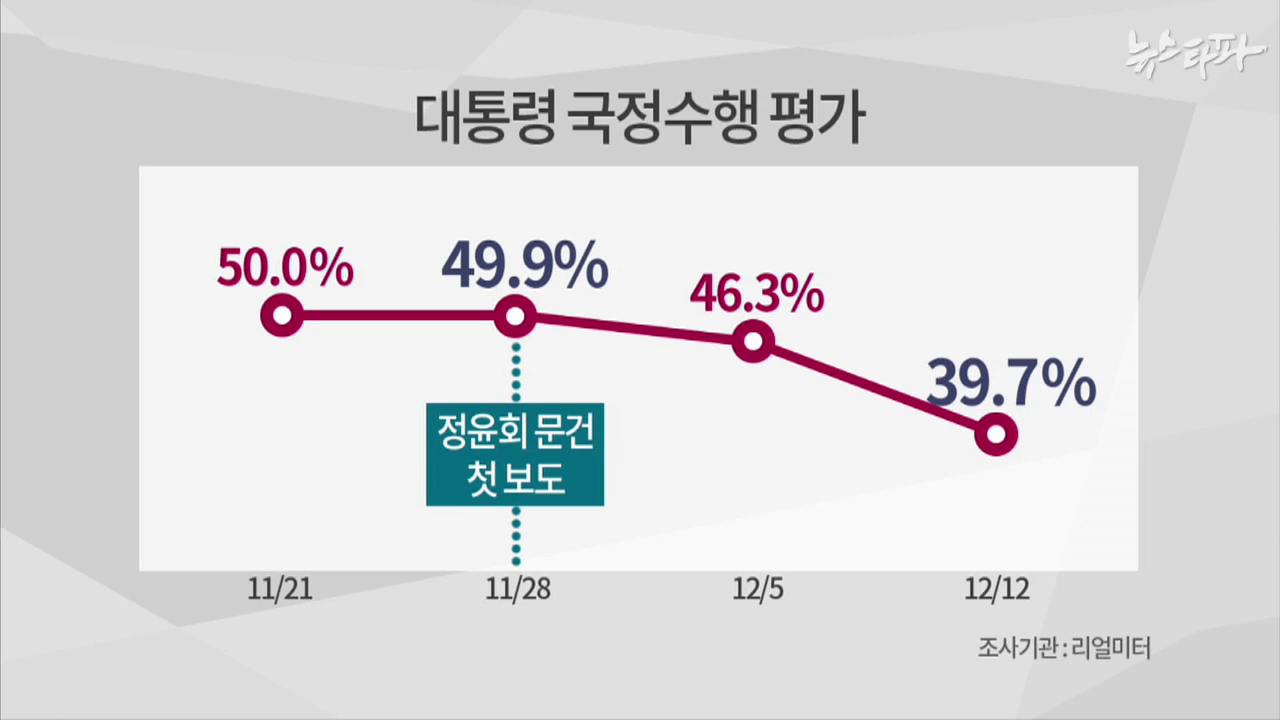 뉴스타파
대통령 국정수행 평가
50.0%
49.9%
46.3%
39.7%
정윤회 문건
첫 보도
11/21
11/28
12/5
12/12
조사기관 : 리얼미터